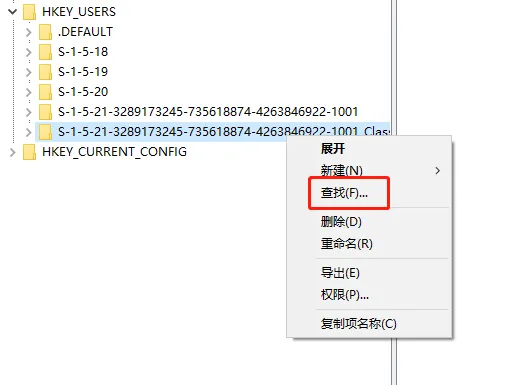 HKEY_USERS
.DEFAULT
S-1-5-18
S-1-5-19
S-1-5-20
S-1-5-21-3289173245-735618874-4263846922-1001
S-1-5-21-3289173245-735618874-4263846922-1001_Clas
HKEY_CURRENT_CONFIG
展开
新建(N)
查找(F)...
删除(D)
重命名(R)
导出(E)
权限(P)...
复制项名称(C)